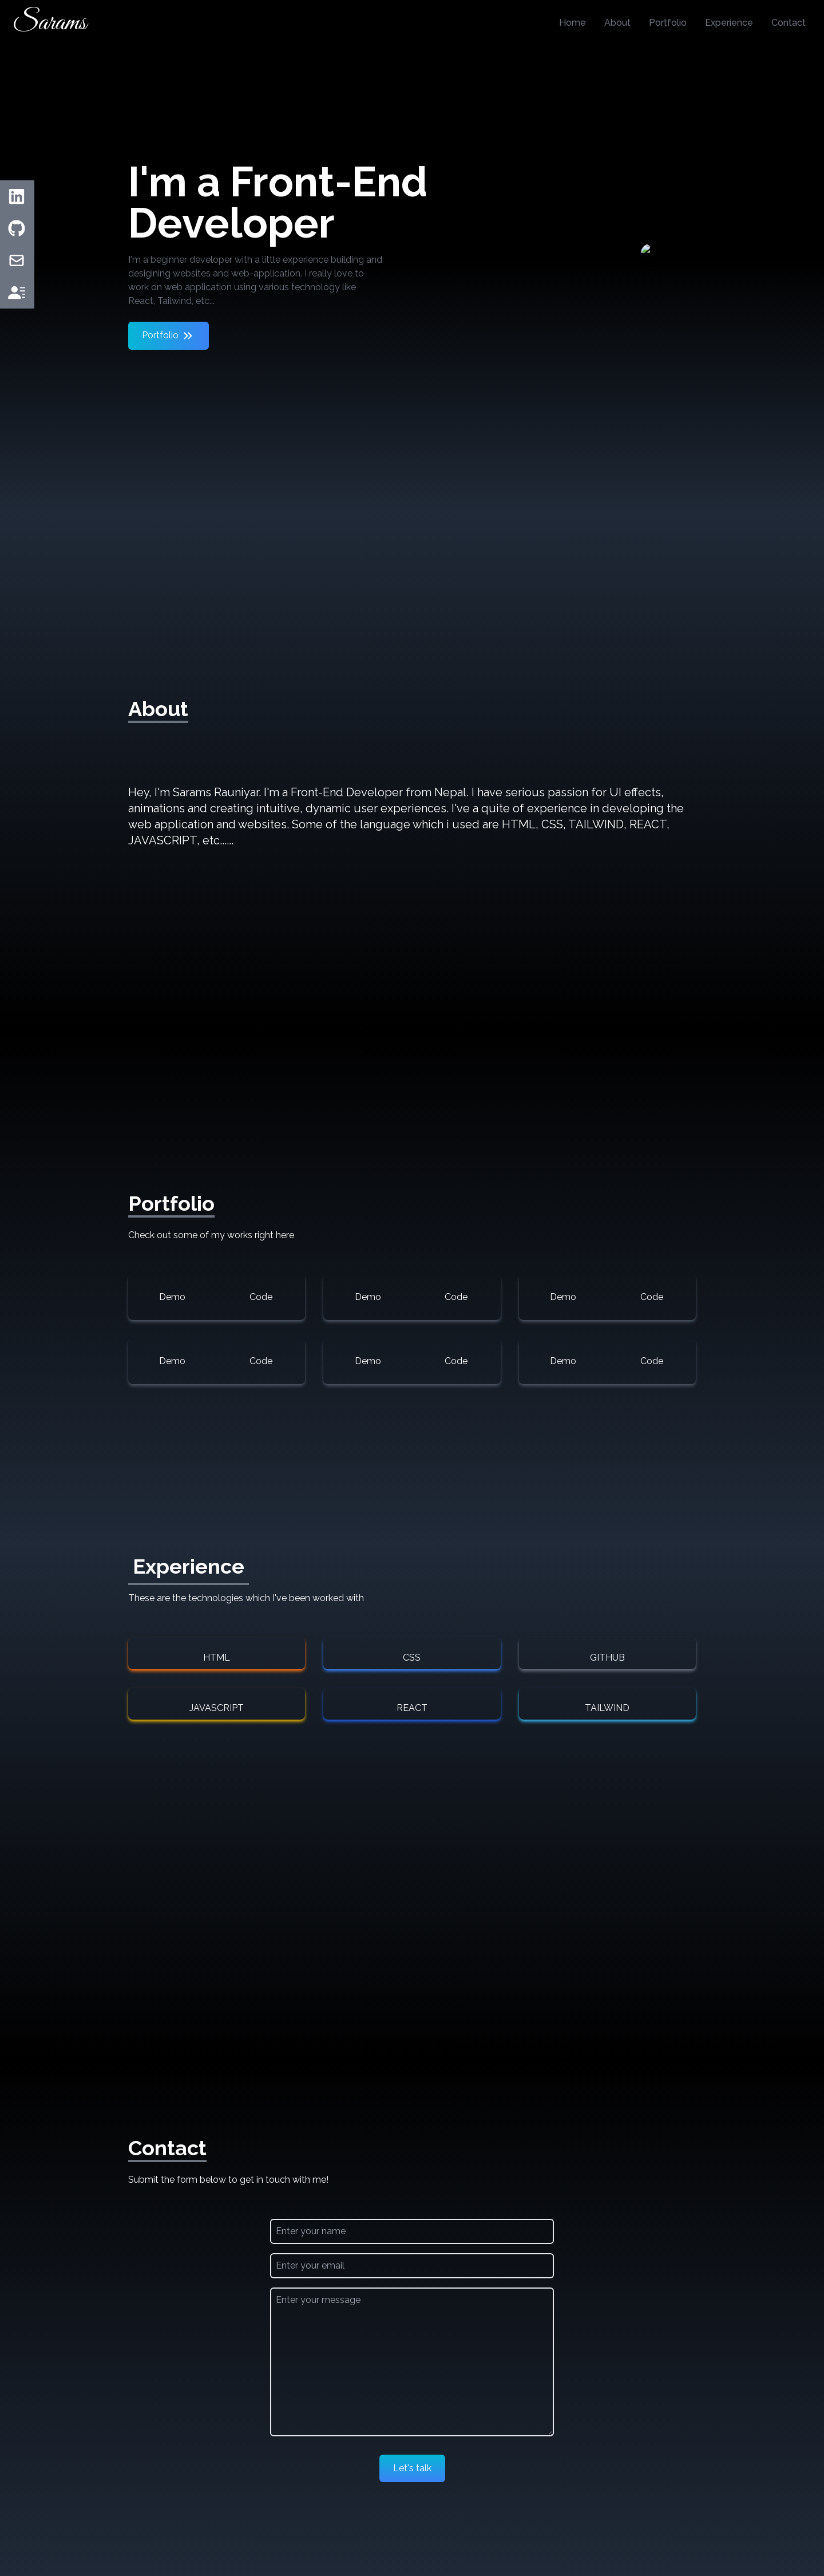 Sarams
Home About Portfolio Experience Contact
I'm a Front-End
Developer
I'm a beginner developer with a little experience building and
desigining websites and web-application. I really love to
work on web application using various technology like
React, Tailwind, etc...
Portfolio
About
Hey, I'm Sarams Rauniyar. I'm a Front-End Developer from Nepal. I have serious passion for UI effects,
animations and creating intuitive, dynamic user experiences. I've a quite of experience in developing the
web application and websites. Some of the language which i used are HTML, CSS, TAILWIND, REACT,
JAVASCRIPT, etc......
Portfolio
Check out some of my works right here
Demo Code Demo Code Demo Code
Demo Code Demo Code Demo Code
Experience
These are the technologies which I've been worked with
HTML CSS GITHUB
JAVASCRIPT REACT TAILWIND
Contact
Submit the form below to get in touch with me!
Enter your name
Enter your email
Enter your message
Let's talk